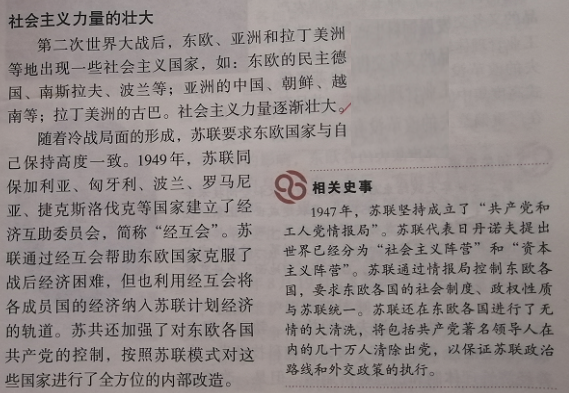 社会主义力量的壮大
第二次世界大战后，东欧、亚洲和拉丁美洲
等地出现一些社会主义国家，如：东欧的民主德
国、南斯拉夫、波兰等；亚洲的中国、朝鲜、越
南等；拉丁美洲的古巴。社会主义力量逐渐壮大。
随着冷战局面的形成，苏联要求东欧国家与自
己保持高度一致。1949年，苏联同
保加利亚、匈牙利、波兰、罗马尼
亚、捷克斯洛伐克等国家建立了经
济互助委员会，简称“经互会”。苏
联通过经互会帮助东欧国家克服了
战后经济困难，但也利用经互会将
各成员国的经济纳入苏联计划经济
的轨道。苏共还加强了对东欧各国
共产党的控制，按照苏联模式对这
些国家进行了全方位的内部改造。
相关史事
1947年，苏联坚持成立了“共产党和
工人党情报局”。苏联代表日丹诺夫提出
世界已经分为“社会主义阵营”和“资本
主义阵营”。苏联通过情报局控制东欧各
国，要求东欧各国的社会制度、政权性质
与苏联统一。苏联还在东欧各国进行了无
情的大清洗，将包括共产党著名领导人在
内的几十万人清除出党，以保证苏联政治
路线和外交政策的执行。